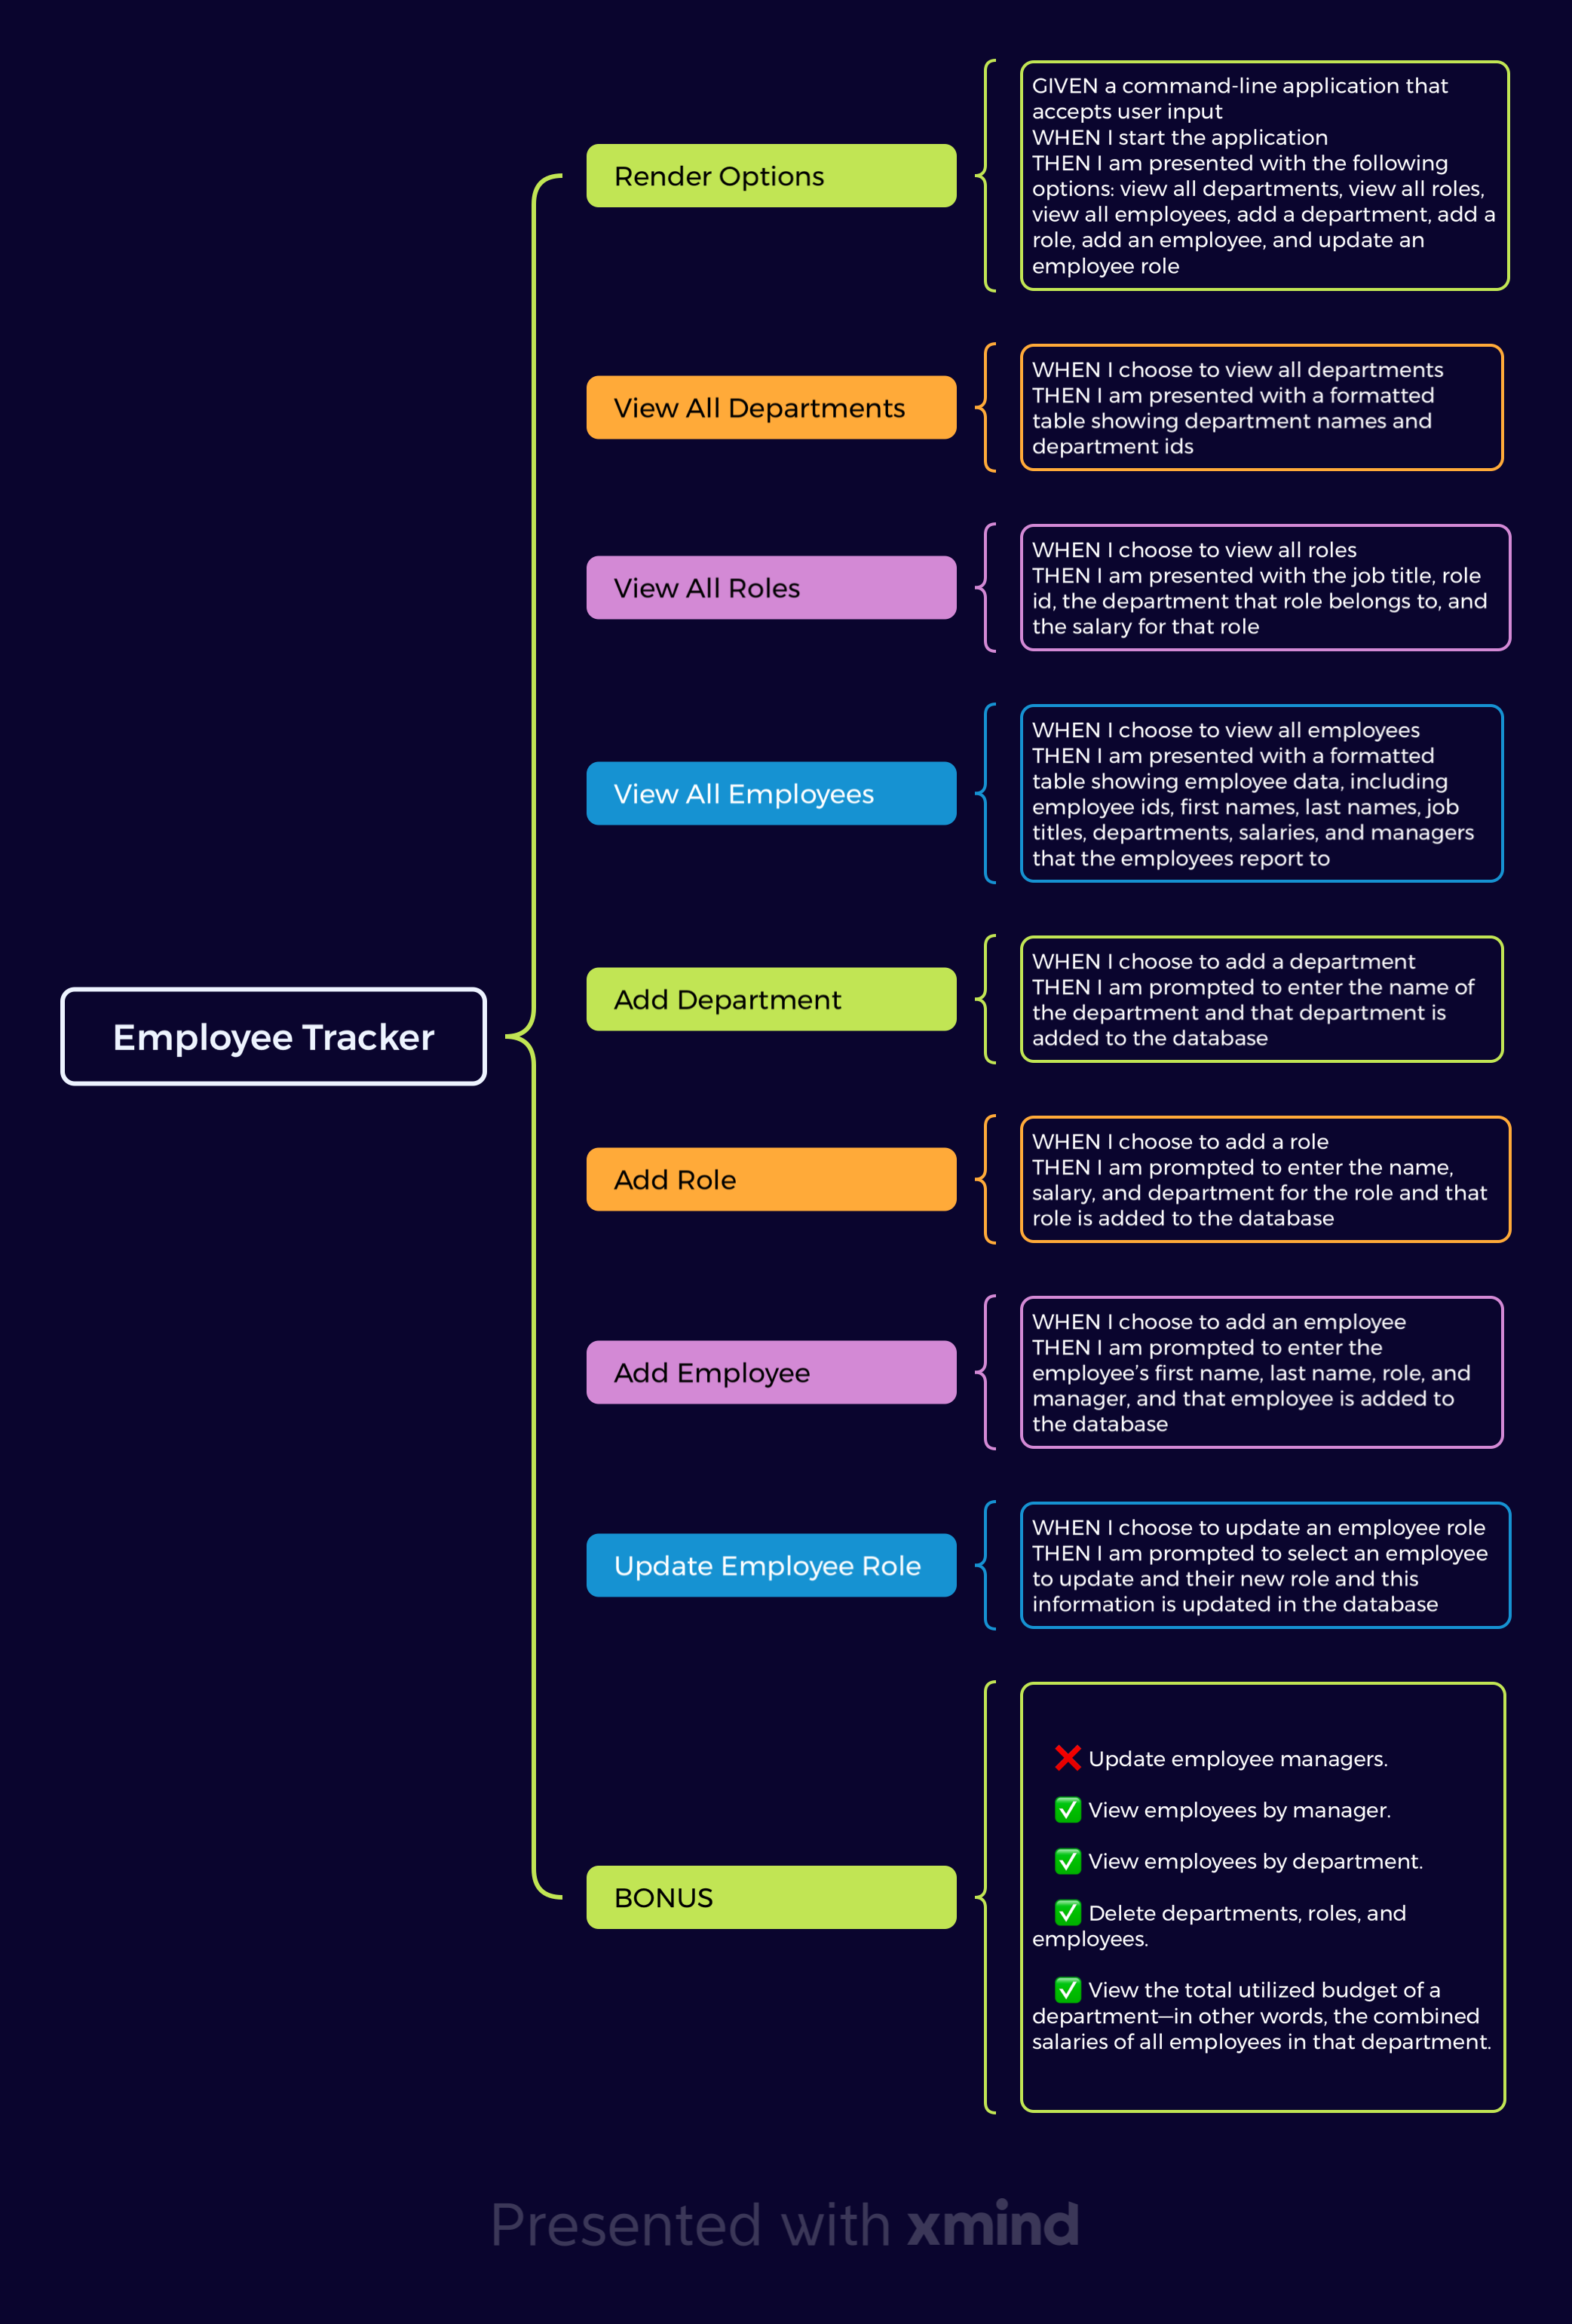 Employee Tracker
Render Options
GIVEN a command-line application that
accepts user input
WHEN I start the application
THEN I am presented with the following
options: view all departments, view all roles,
view all employees, add a department, add a
role, add an employee, and update an
employee role
View All Departments
WHEN I choose to view all departments
THEN I am presented with a formatted
table showing department names and
department ids
View All Roles
WHEN I choose to view all roles
THEN I am presented with the job title, role
id, the department that role belongs to, and
the salary for that role
View All Employees
WHEN I choose to view all employees
THEN I am presented with a formatted
table showing employee data, including
employee ids, first names, last names, job
titles, departments, salaries, and managers
that the employees report to
Add Department
WHEN I choose to add a department
THEN I am prompted to enter the name of
the department and that department is
added to the database
Add Role
WHEN I choose to add a role
THEN I am prompted to enter the name,
salary, and department for the role and that
role is added to the database
Add Employee
WHEN I choose to add an employee
THEN I am prompted to enter the
employee’s first name, last name, role, and
manager, and that employee is added to
the database
Update Employee Role
WHEN I choose to update an employee role
THEN I am prompted to select an employee
to update and their new role and this
information is updated in the database
BONUS
❌ Update employee managers.
✅ View employees by manager.
✅ View employees by department.
✅ Delete departments, roles, and
employees.
✅ View the total utilized budget of a
department—in other words, the combined
salaries of all employees in that department.
Presented with xmind